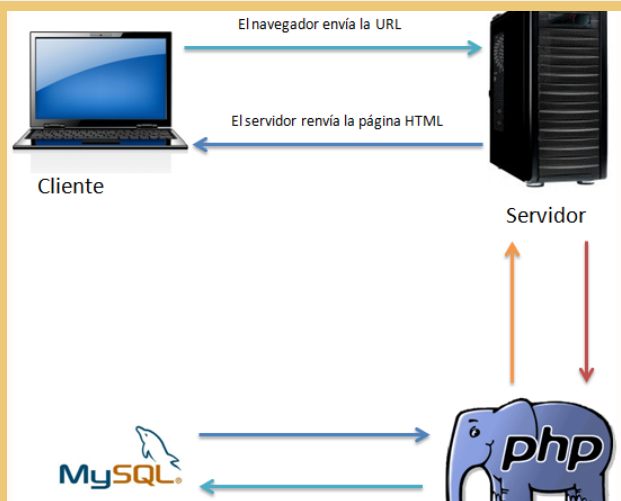 El navegador envía la URL
El servidor renvía la página HTML
Cliente
Servidor
php
MySQL